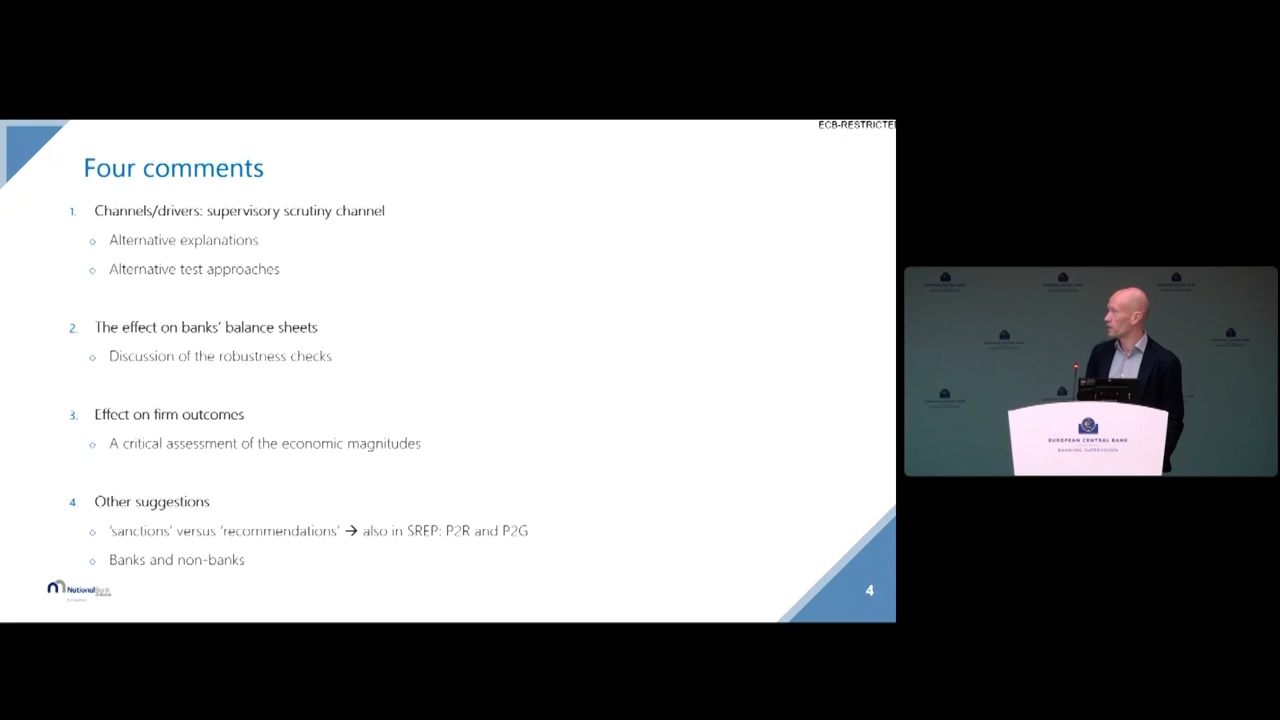 ECB-RESTRICTE
Four comments
1. Channels/drivers: supervisory scrutiny channel
◇ Alternative explanations
◇ Alternative test approaches
2. The effect on banks' balance sheets
◇ Discussion of the robustness checks
3. Effect on firm outcomes
◇ A critical assessment of the economic magnitudes
4. Other suggestions
◇ 'sanctions' versus 'recommendations' → also in SREP: P2R and P2G
◇ Banks and non-banks
NationalBank
4
EUROPEAN CENTRAL BANK
BANKING SUPERVISION